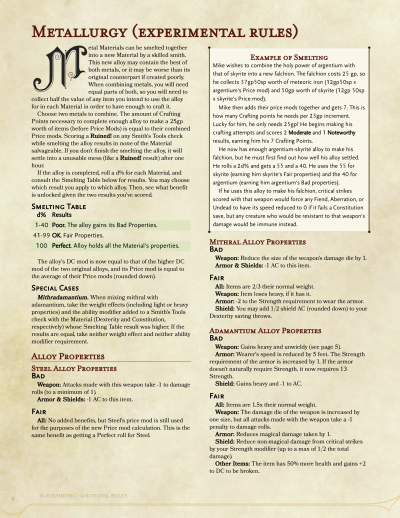 METALLURGY (EXPERIMENTAL RULES)
Metal Materials can be smelted together
into a new Material by a skilled smith.
This new alloy may contain the best of
both metals, or it may be worse than its
original counterpart if created poorly.
When combining metals, you will need
equal parts of both, so you will need to
collect half the value of any item you intend to use the alloy
for in each Material in order to have enough to craft it.
Choose two metals to combine. The amount of Crafting
Points necessary to complete enough alloy to make a 25gp
worth of items (before Price Mods) is equal to their combined
Price mods. Scoring a Ruined! on any Smith's Tools check
while smelting the alloy results in none of the Material
salvageable. If you don't finish the smelting the alloy, it will
settle into an unusable mess (like a Ruined! result) after one
hour
If the alloy is completed, roll a d% for each Material, and
consult the Smelting Table below for results. You may choose
which result you apply to which alloy. Then, see what benefit
is unlocked given the two results you've scored.
SMELTING TABLE
d% Results
1-40 Poor. The alloy gains its Bad Properties.
41-99 OK. Fair Properties.
100 Perfect. Alloy holds all the Material's properties.
The alloy's DC mod is now equal to that of the higher DC
mod of the two original alloys, and its Price mod is equal to
the average of their Price mods (rounded down).
SPECIAL CASES
Mithradamantium. When mixing mithral with
adamantium, take the weight effects (including light or heavy
properties) and the ability modifier added to a Smith's Tools
check with the Material (Dexterity and Constitution,
respectively) whose Smelting Table result was higher. If the
results are equal, take neither weight effect and neither ability
modifier requirement.
ALLOY PROPERTIES
STEEL ALLOY PROPERTIES
BAD
Weapon: Attacks made with this weapon take -1 to damage
rolls (to a minimum of 1).
Armor & Shields: -1 AC to this item.
FAIR
All: No added benefits, but Steel's price mod is still used
for the purposes of the new Price mod calculation. This is the
same benefit as getting a Perfect roll for Steel.
EXAMPLE OF SMELTING
Mike wishes to combine the holy power of argentium with
that of skyrite into a new falchion. The falchion costs 25 gp, so
he collects 37gp50sp worth of meteoric iron (12gp50sp x
argentium's Price mod) and 50gp worth of skyrite (12gp 50sp
x skyrite's Price mod).
Mike then adds their price mods together and gets 7. This is
how many Crafting Points he needs per 25gp increment.
Lucky for him, he only needs 25gp! He begins making his
crafting attempts and scores 2 Moderate and 1 Noteworthy
results, earning him his 7 Crafting Points.
He now has enough argentium-skyrite alloy to make his
falchion, but he must first find out how well his alloy settled.
He rolls a 2d% and gets a 55 and a 40. He uses the 55 for
skyrite (earning him skyrite's Fair properties) and the 40 for
argentium (earning him argentium's Bad properties).
If he uses this alloy to make his falchion, critical strikes
scored with that weapon would force any Fiend, Aberration, or
Undead to have its speed reduced to 0 if it fails a Constitution
save, but any creature who would be resistant to that weapon's
damage would be immune instead.
MITHRAL ALLOY PROPERTIES
BAD
Weapon: Reduce the size of the weapon's damage die by 1.
Armor & Shields: -1 AC to this item.
FAIR
All: Items are 2/3 their normal weight.
Weapon: Item loses heavy, if it has it.
Armor: -2 to the Strength requirement to wear the armor.
Shield: You may add 1/2 shield AC (rounded down) to your
Dexterity saving throws.
ADAMANTIUM ALLOY PROPERTIES
BAD
Weapon: Gains heavy and unwieldy (see page 5).
Armor: Wearer's speed is reduced by 5 feet. The Strength
requirement of the armor is increased by 1. If the armor
doesn't naturally require Strength, it now requires 13
Strength.
Shield: Gains heavy and -1 to AC.
FAIR
All: Items are 1.5x their normal weight.
Weapon: The damage die of the weapon is increased by
one size, but all attacks made with the weapon take a -1
penalty to damage rolls.
Armor: Reduces magical damage taken by 1.
Shield: Reduce non-magical damage from critical strikes
by your Strength modifier (up to a max of 1/2 the total
damage).
Other Items: The item has 50% more health and gains +2
to DC to be broken.